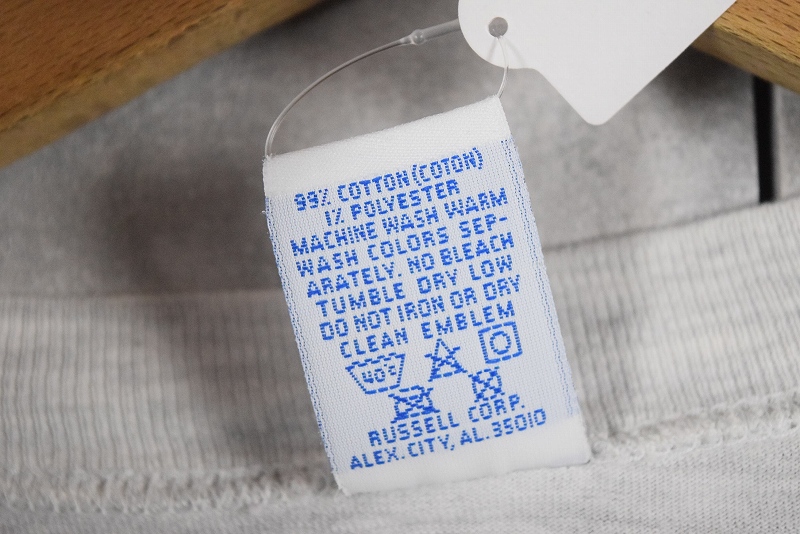 99% COTTON (COTON)
1% POLYESTER
MACHINE WASH WARM
WASH COLORS SEP-
ARATELY. NO BLEACH
TUMBLE DRY LOW
DO NOT IRON OR DRY
CLEAN EMBLEM
40°C
RUSSELL CORP.
ALEX. CITY, AL. 35010